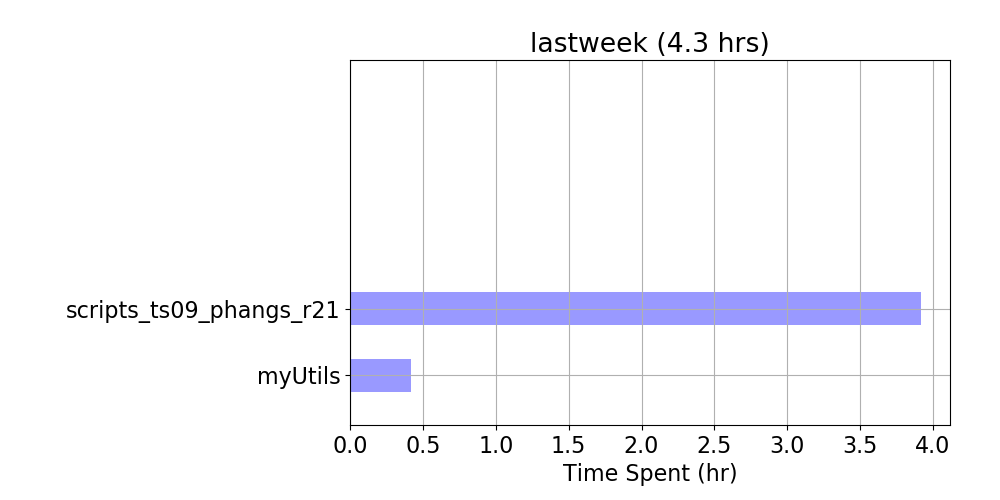 lastweek (4.3 hrs)
scripts_ts09_phangs_r21
myUtils
0.0 0.5 1.0 1.5 2.0 2.5 3.0 3.5 4.0
Time Spent (hr)